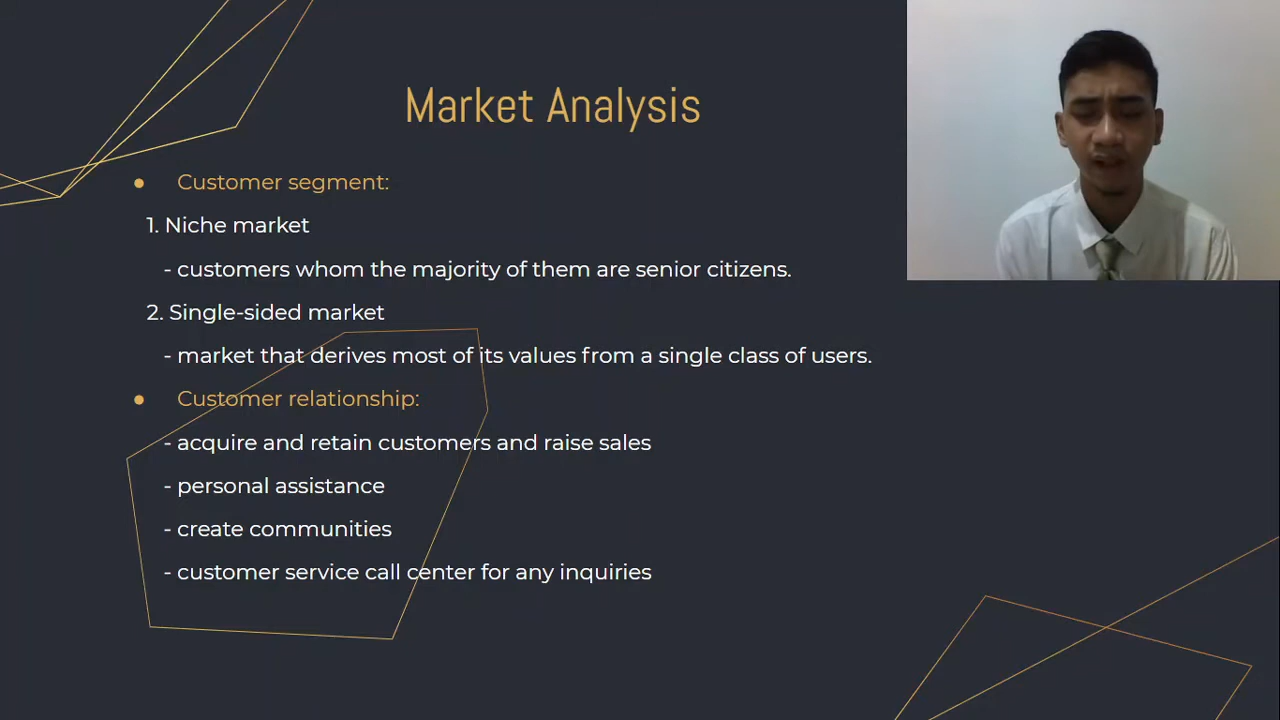 Market Analysis
● Customer segment:
1. Niche market
- customers whom the majority of them are senior citizens.
2. Single-sided market
- market that derives most of its values from a single class of users.
● Customer relationship:
- acquire and retain customers and raise sales
- personal assistance
- create communities
- customer service call center for any inquiries